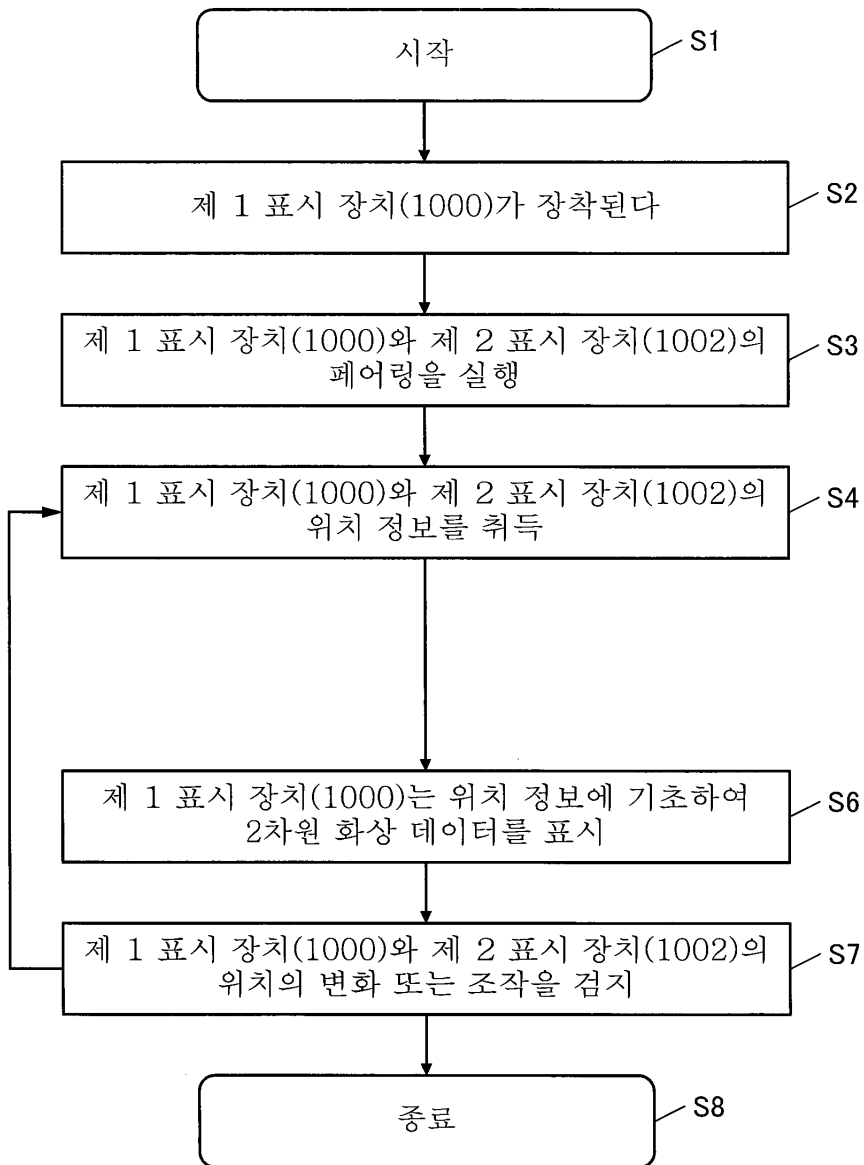 시작
S1
제 1 표시 장치(1000)가 장착된다
S2
제 1 표시 장치(1000)와 제 2 표시 장치(1002)의
페어링을 실행
S3
제 1 표시 장치(1000)와 제 2 표시 장치(1002)의
위치 정보를 취득
S4
제 1 표시 장치(1000)는 위치 정보에 기초하여
2차원 화상 데이터를 표시
S6
제 1 표시 장치(1000)와 제 2 표시 장치(1002)의
위치의 변화 또는 조작을 검지
S7
종료
S8